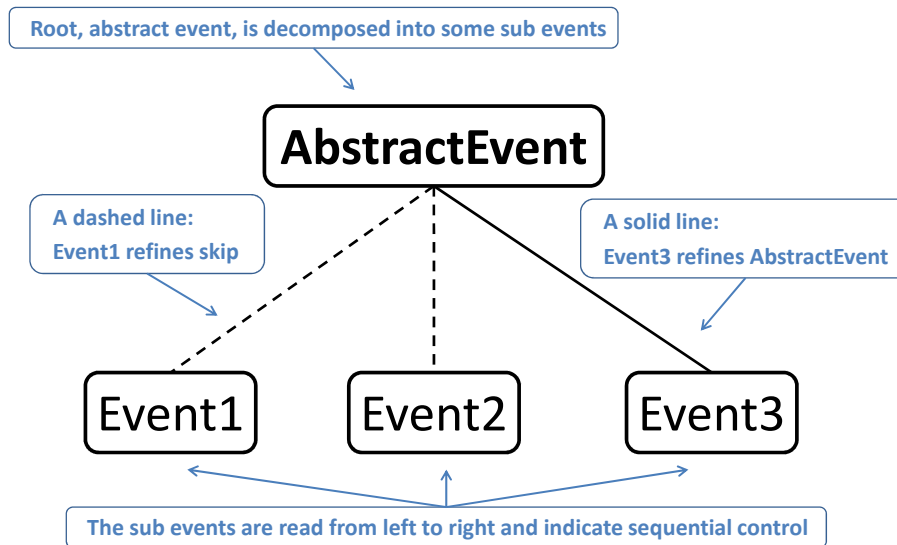 Root, abstract event, is decomposed into some sub events
AbstractEvent
A dashed line:
Event1 refines skip
A solid line:
Event3 refines AbstractEvent
Event1
Event2
Event3
The sub events are read from left to right and indicate sequential control